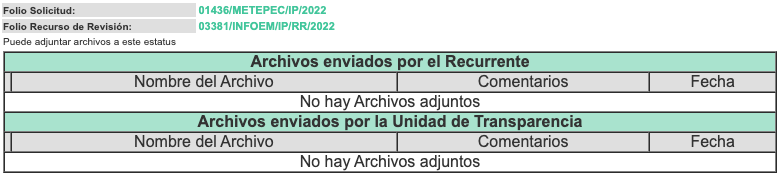 Folio Solicitud: 01436/METEPEC/IP/2022
Folio Recurso de Revisión: 03381/INFOEM/IP/RR/2022
Puede adjuntar archivos a este estatus
Archivos enviados por el Recurrente
Nombre del Archivo Comentarios Fecha
No hay Archivos adjuntos
Archivos enviados por la Unidad de Transparencia
Nombre del Archivo Comentarios Fecha
No hay Archivos adjuntos